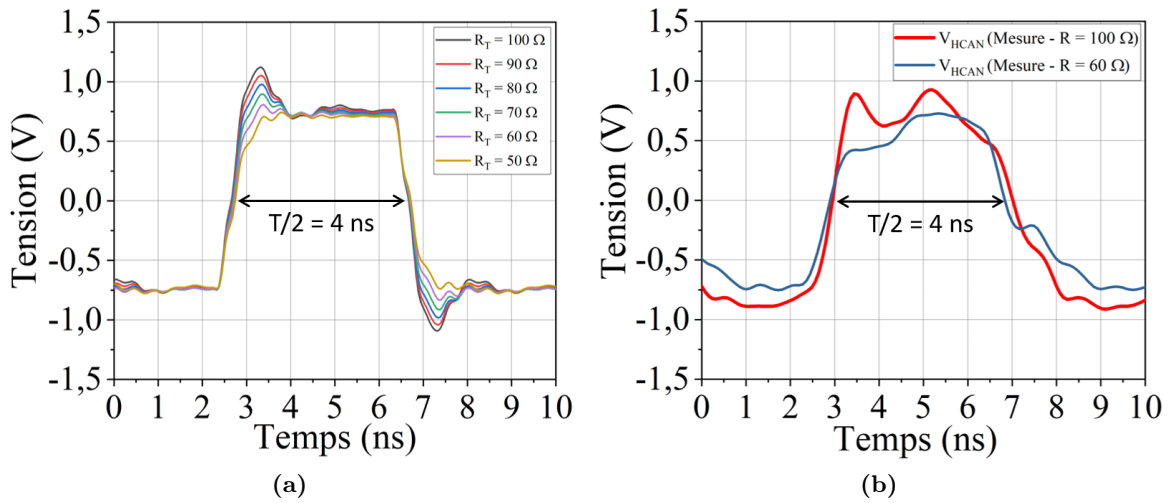 1,5
1,0
0,5
0,0
-0,5
-1,0
-1,5
Tension (V)
R_T = 100 Ω
R_T = 90 Ω
R_T = 80 Ω
R_T = 70 Ω
R_T = 60 Ω
R_T = 50 Ω
T/2 = 4 ns
0 1 2 3 4 5 6 7 8 9 10
Temps (ns)
(a)
1,5
1,0
0,5
0,0
-0,5
-1,0
-1,5
Tension (V)
V_HCAN (Mesure - R = 100 Ω)
V_HCAN (Mesure - R = 60 Ω)
T/2 = 4 ns
0 1 2 3 4 5 6 7 8 9 10
Temps (ns)
(b)